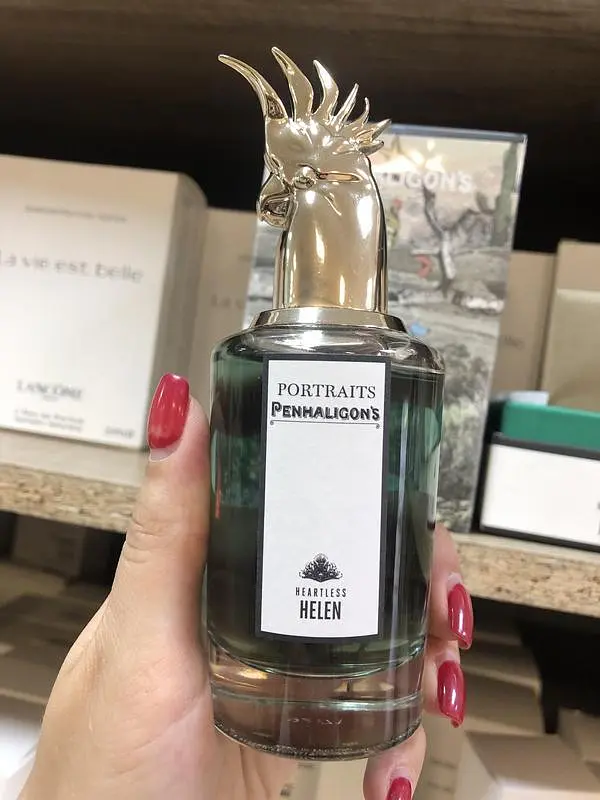 La vie est belle
LANCÔME
PORTRAITS
PENHALIGON'S
HEARTLESS
HELEN